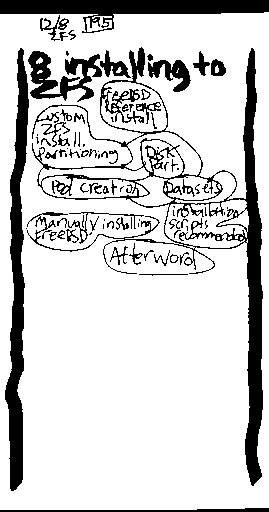 12/8 195
ZFS
8 installing to
ZFS
FreeBSD
Reference
install
Custom
ZFS
install.
Partitioning
Disk
Part.
Pool Creation
Datasets
Manually installing
FreeBSD
installation
scripts
recommended
AfterWord